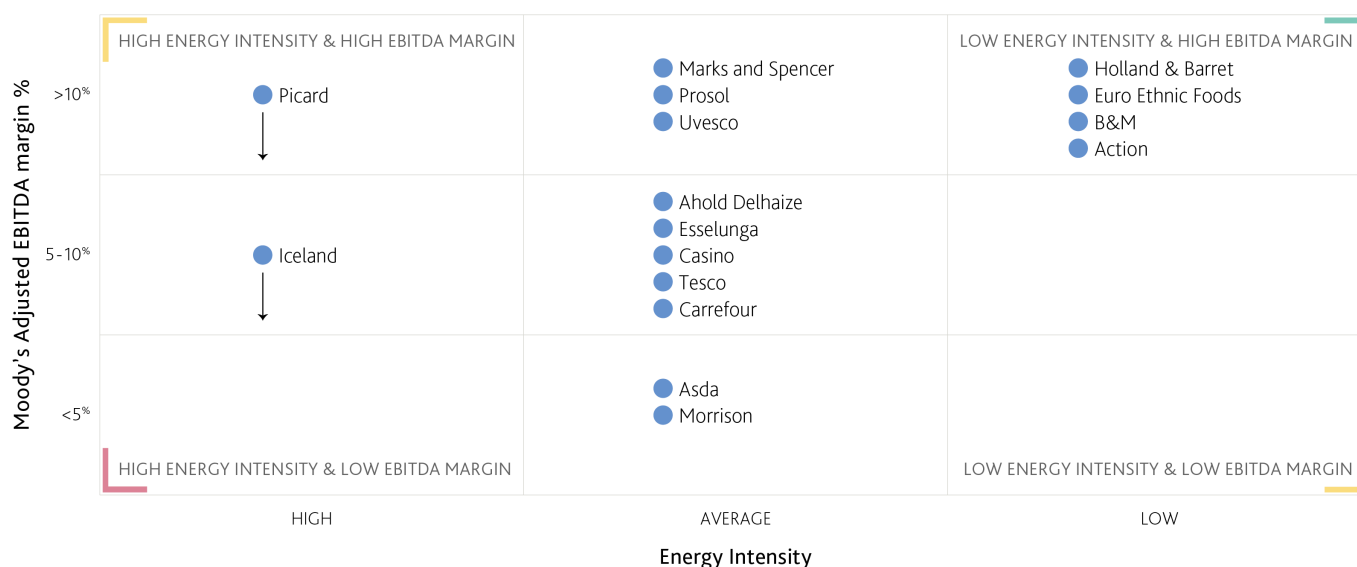 HIGH ENERGY INTENSITY & HIGH EBITDA MARGIN
LOW ENERGY INTENSITY & HIGH EBITDA MARGIN
Moody's Adjusted EBITDA margin %
>10%
Picard
Marks and Spencer
Prosol
Uvesco
Holland & Barret
Euro Ethnic Foods
B&M
Action
5-10%
Iceland
Ahold Delhaize
Esselunga
Casino
Tesco
Carrefour
<5%
Asda
Morrison
HIGH ENERGY INTENSITY & LOW EBITDA MARGIN
LOW ENERGY INTENSITY & LOW EBITDA MARGIN
HIGH
AVERAGE
LOW
Energy Intensity